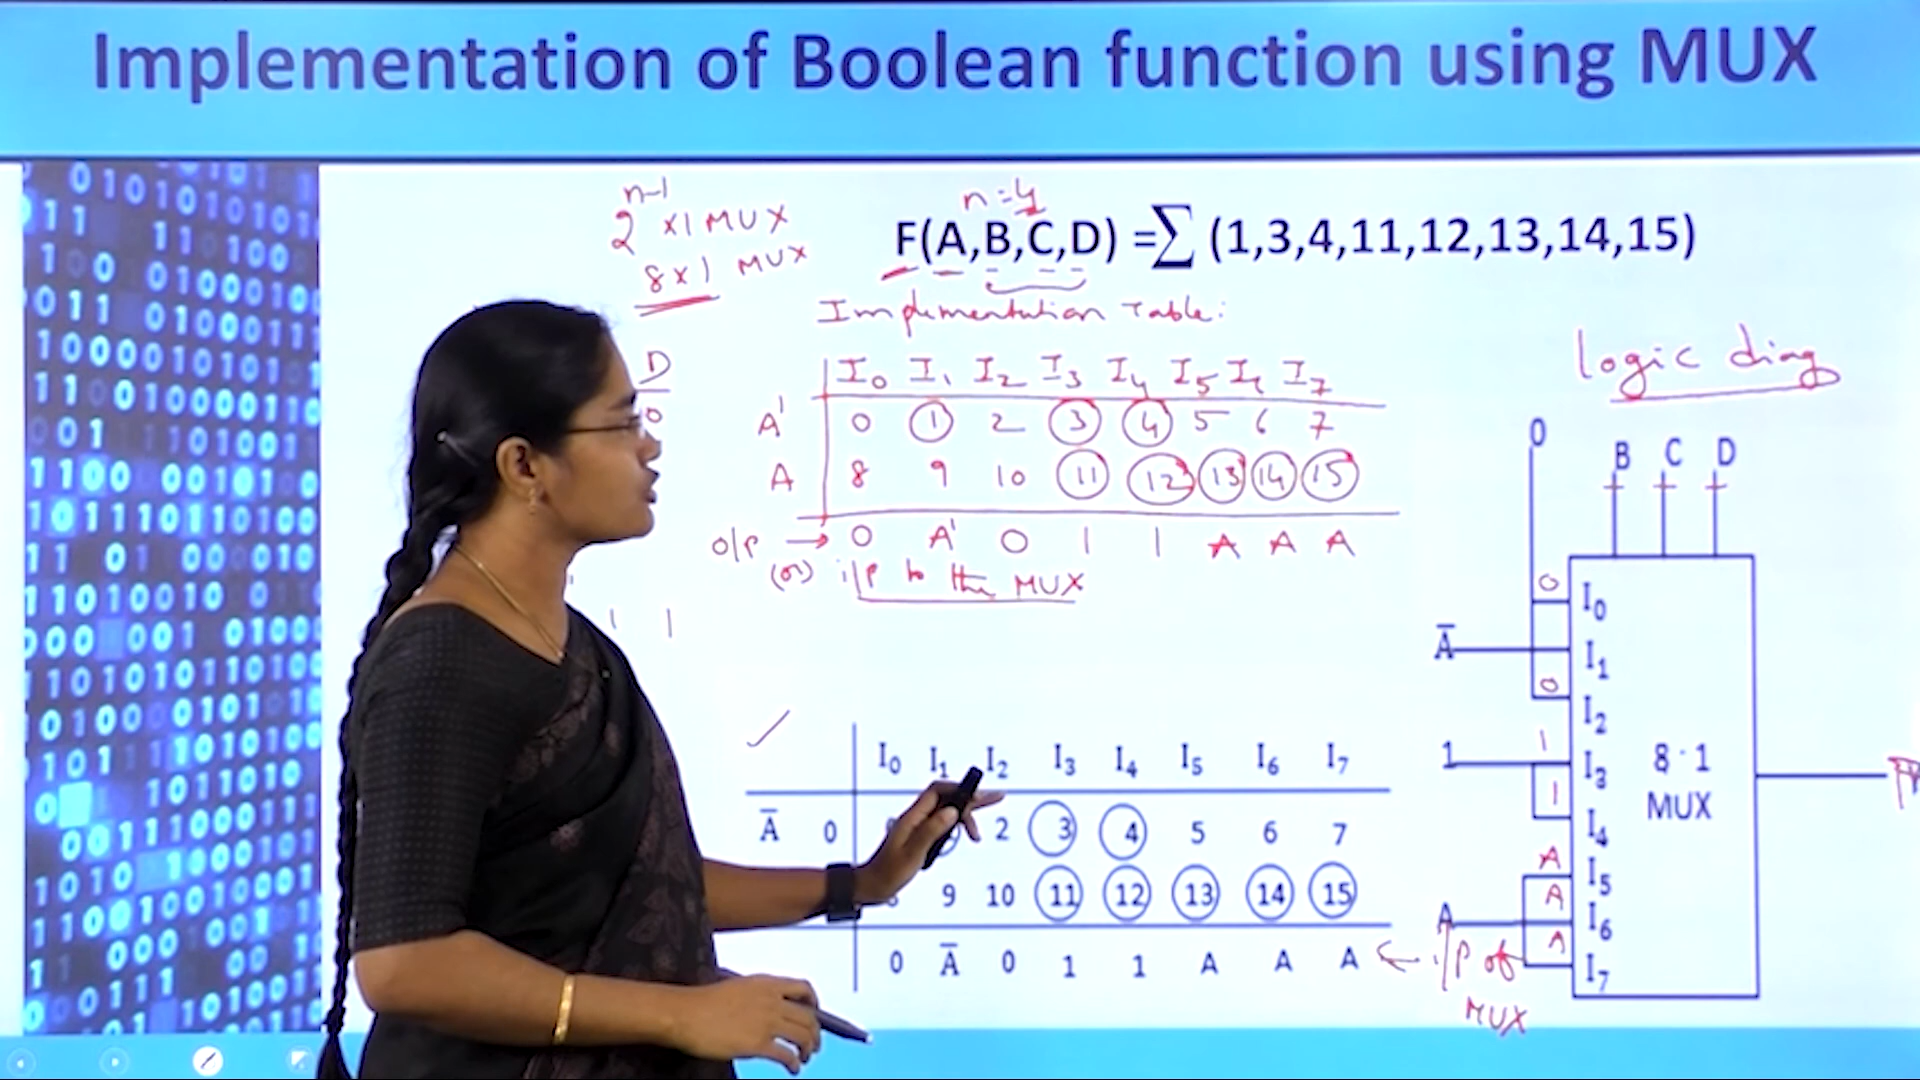 Implementation of Boolean function using MUX
2^(n-1) x1 MUX
8x1 MUX
n=4
F(A,B,C,D) =∑ (1,3,4,11,12,13,14,15)
Implementation Table:
I0 I1 I2 I3 I4 I5 I6 I7
A' 0 1 2 3 4 5 6 7
A 8 9 10 11 12 13 14 15
o/p → 0 A' 0 1 1 A A A
(or) i/p to the MUX
D
0
1 1
I0 I1 I2 I3 I4 I5 I6 I7
A̅ 0 2 3 4 5 6 7
9 10 11 12 13 14 15
0 A̅ 0 1 1 A A A ← i/p of
MUX
logic diag
0 B C D
0 I0
A̅ I1
0 I2
1 1 I3
1 I4
A I5
A A I6
A I7
8:1
MUX